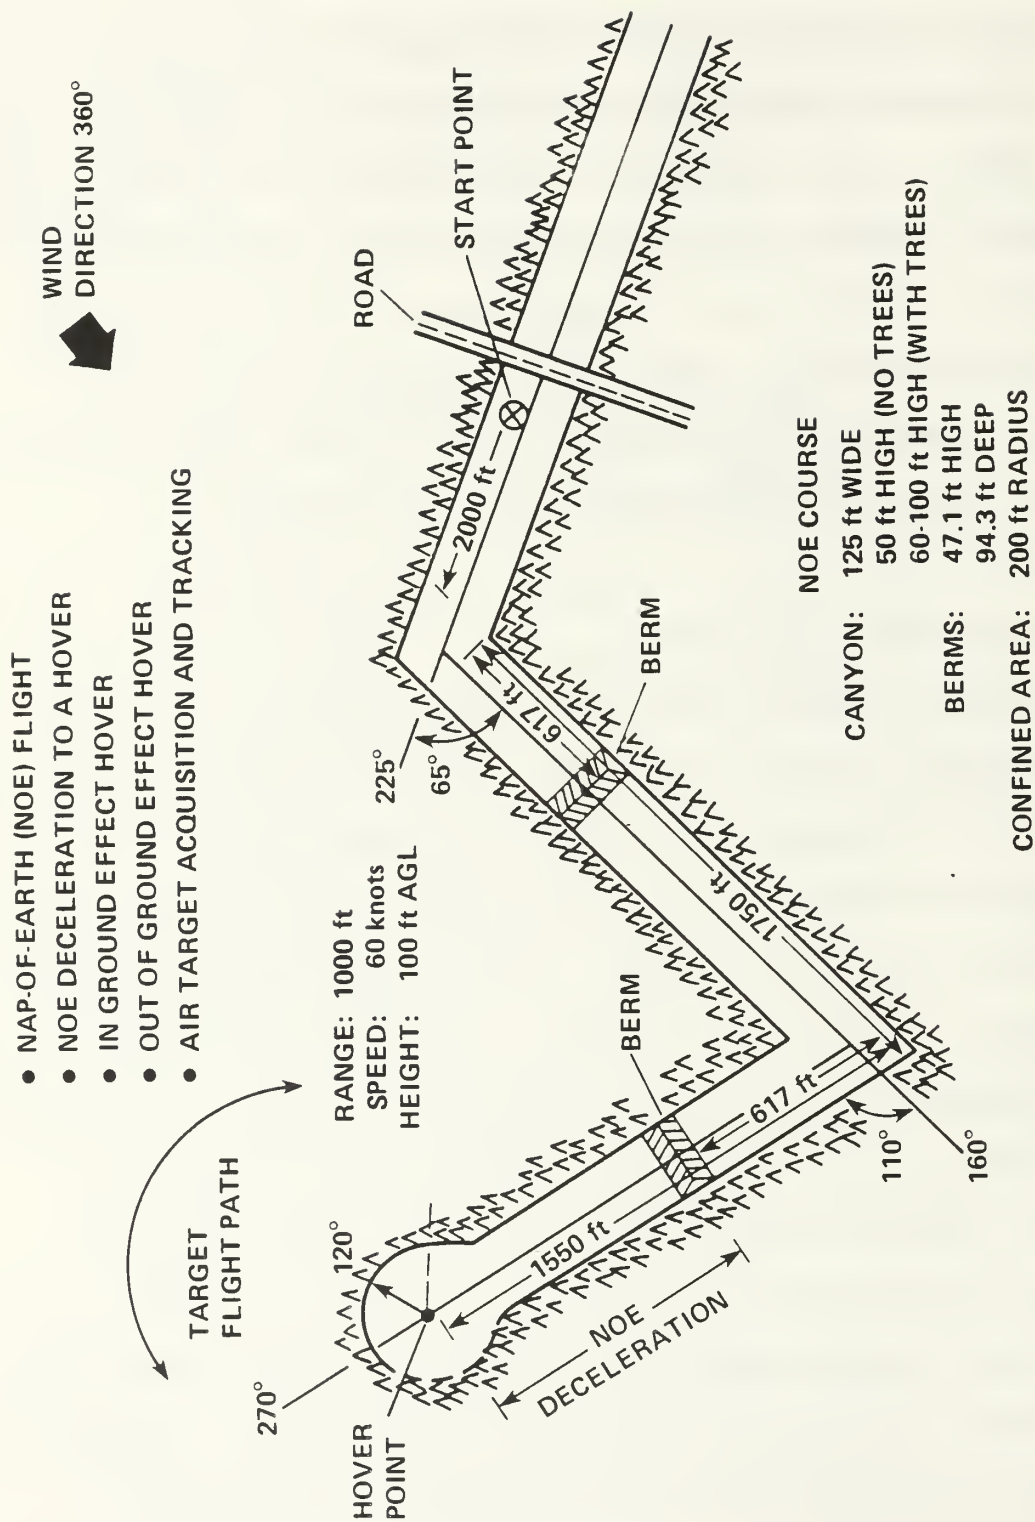 • NAP-OF-EARTH (NOE) FLIGHT
• NOE DECELERATION TO A HOVER
• IN GROUND EFFECT HOVER
• OUT OF GROUND EFFECT HOVER
• AIR TARGET ACQUISITION AND TRACKING
WIND
DIRECTION 360°
TARGET
FLIGHT PATH
RANGE: 1000 ft
SPEED: 60 knots
HEIGHT: 100 ft AGL
270°
120°
HOVER
POINT
1550 ft
NOE
DECELERATION
BERM
617 ft
110°
160°
1750 ft
BERM
617 ft
65°
225°
2000 ft
ROAD
START POINT
NOE COURSE
CANYON: 125 ft WIDE
50 ft HIGH (NO TREES)
60-100 ft HIGH (WITH TREES)
BERMS: 47.1 ft HIGH
94.3 ft DEEP
CONFINED AREA: 200 ft RADIUS